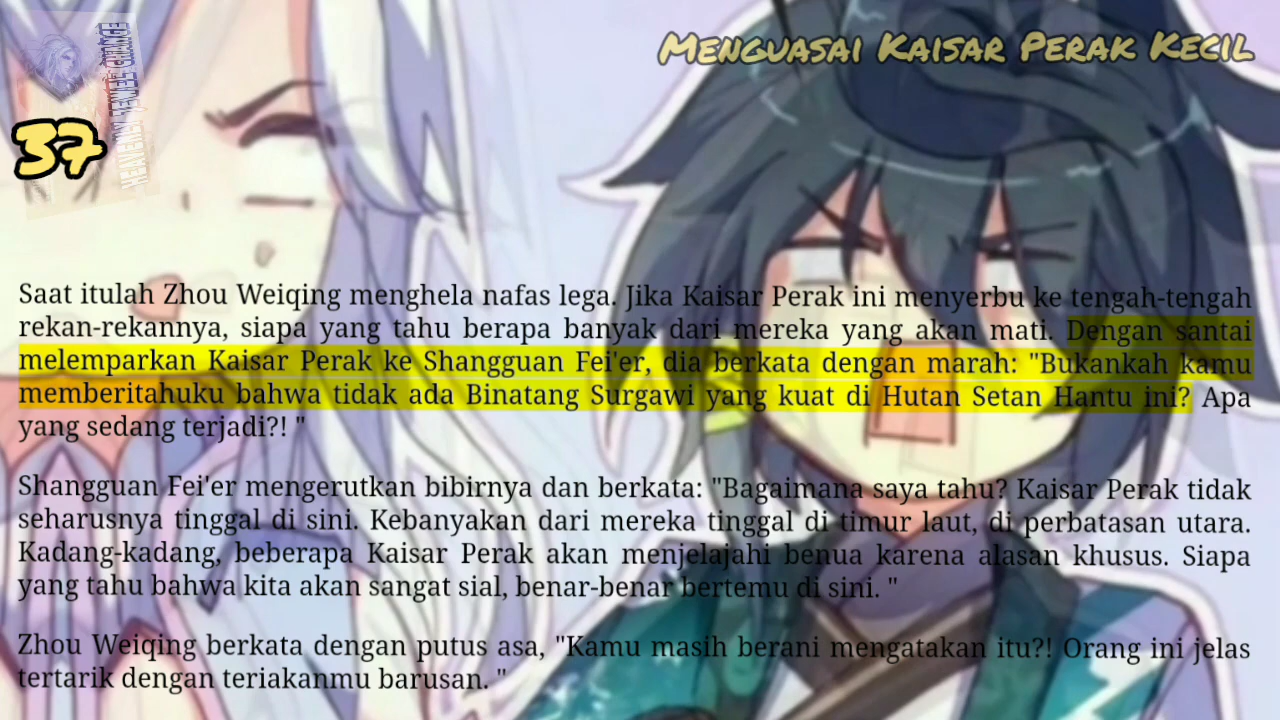 HEAVENLY JEWEL CHANGE
Menguasai Kaisar Perak Kecil
37
Saat itulah Zhou Weiqing menghela nafas lega. Jika Kaisar Perak ini menyerbu ke tengah-tengah
rekan-rekannya, siapa yang tahu berapa banyak dari mereka yang akan mati. Dengan santai
melemparkan Kaisar Perak ke Shangguan Fei'er, dia berkata dengan marah: "Bukankah kamu
memberitahuku bahwa tidak ada Binatang Surgawi yang kuat di Hutan Setan Hantu ini? Apa
yang sedang terjadi?! "
Shangguan Fei'er mengerutkan bibirnya dan berkata: "Bagaimana saya tahu? Kaisar Perak tidak
seharusnya tinggal di sini. Kebanyakan dari mereka tinggal di timur laut, di perbatasan utara.
Kadang-kadang, beberapa Kaisar Perak akan menjelajahi benua karena alasan khusus. Siapa
yang tahu bahwa kita akan sangat sial, benar-benar bertemu di sini. "
Zhou Weiqing berkata dengan putus asa, "Kamu masih berani mengatakan itu?! Orang ini jelas
tertarik dengan teriakanmu barusan. "